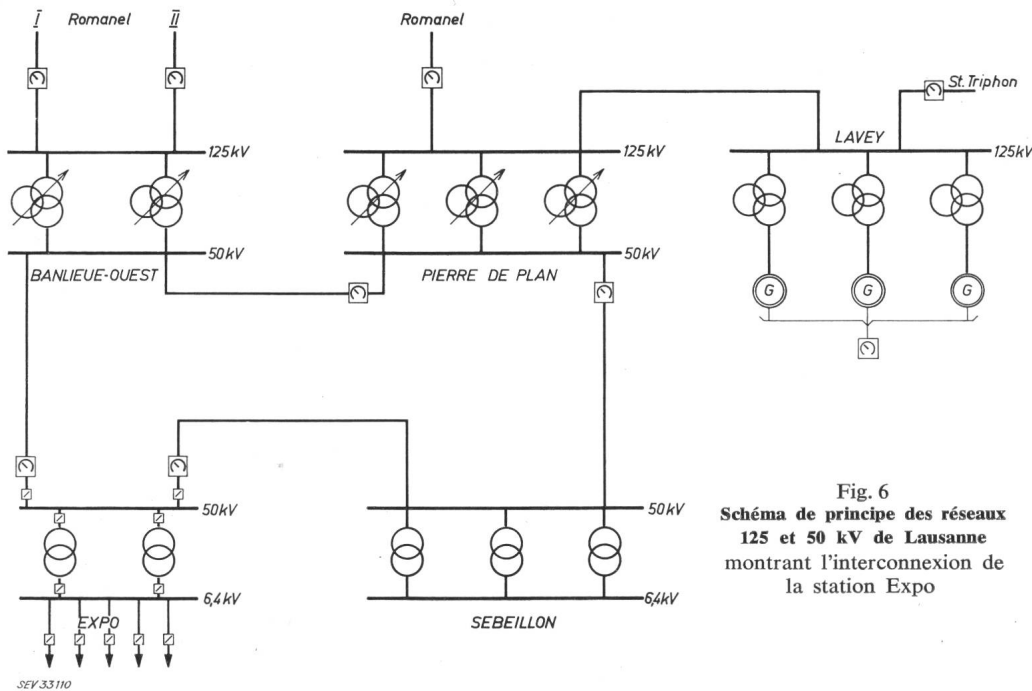 I Romanel II
Romanel
St. Triphon
125 kV
125 kV
LAVEY
125 kV
50 kV
BANLIEUE-OUEST
50 kV
PIERRE DE PLAN
G G G
50 kV
6,4 kV
EXPO
50 kV
6,4 kV
SEBEILLON
Fig. 6
Schéma de principe des réseaux
125 et 50 kV de Lausanne
montrant l'interconnexion de
la station Expo
SEV 33110